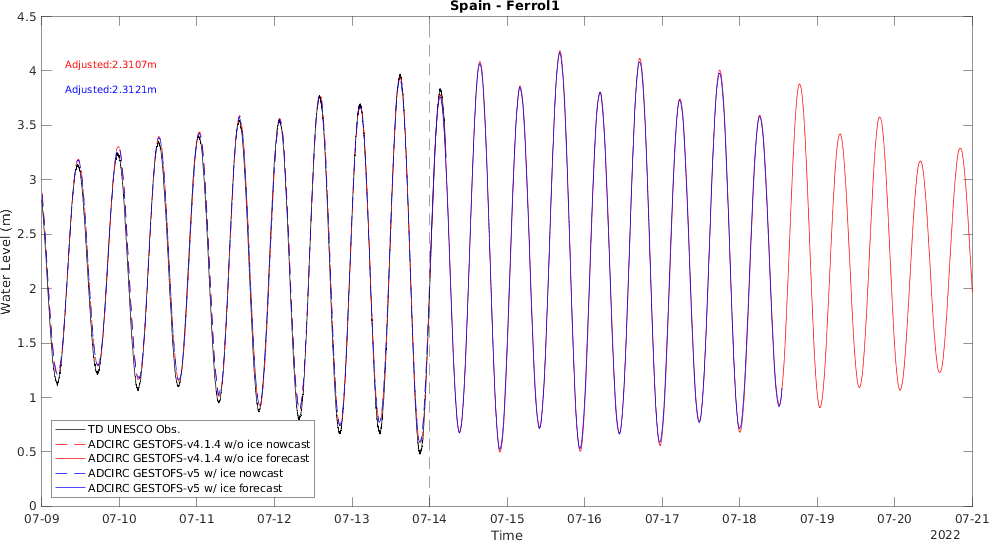 Spain - Ferrol1
Adjusted:2.3107m
Adjusted:2.3121m
Water Level (m)
4.5
4
3.5
3
2.5
2
1.5
1
0.5
0
TD UNESCO Obs.
ADCIRC GESTOFS-v4.1.4 w/o ice nowcast
ADCIRC GESTOFS-v4.1.4 w/o ice forecast
ADCIRC GESTOFS-v5 w/ ice nowcast
ADCIRC GESTOFS-v5 w/ ice forecast
07-09 07-10 07-11 07-12 07-13 07-14 07-15 07-16 07-17 07-18 07-19 07-20 07-21
Time
2022